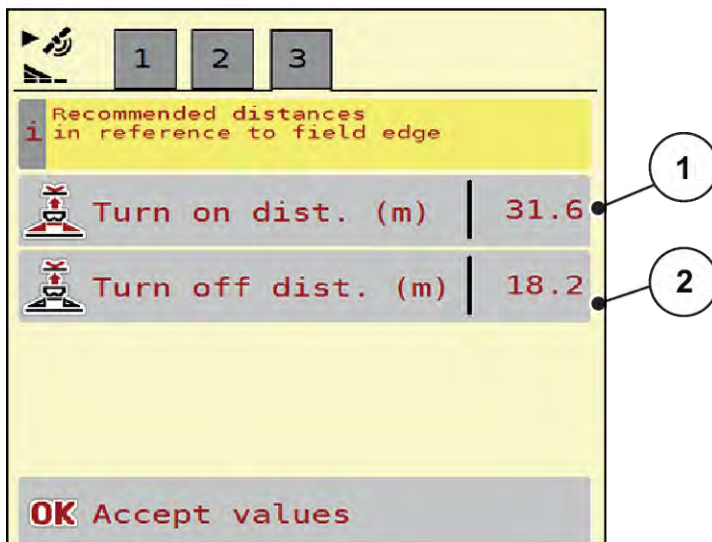 1 2 3
i Recommended distances
in reference to field edge
Turn on dist. (m) 31.6
1
Turn off dist. (m) 18.2
2
OK Accept values